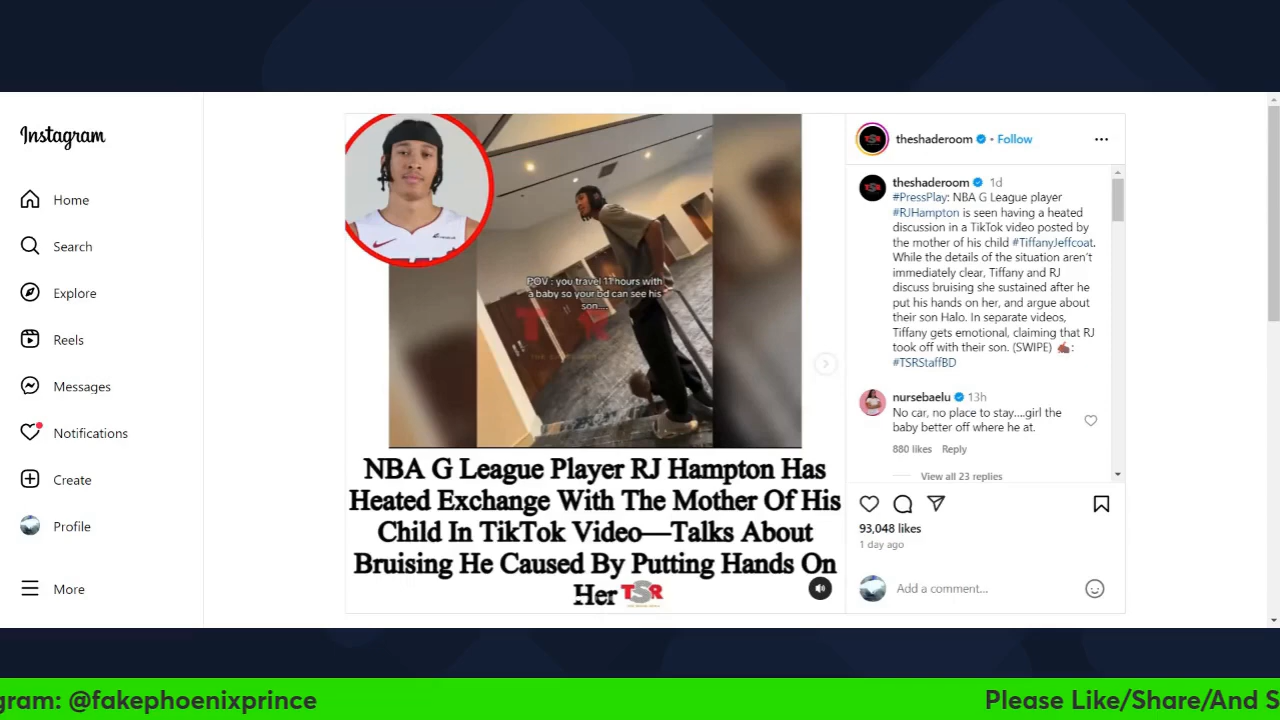 Instagram
Home
Search
Explore
Reels
Messages
Notifications
Create
Profile
More
POV : you travel 11 hours with
a baby so your bd can see his
son....
NBA G League Player RJ Hampton Has
Heated Exchange With The Mother Of His
Child In TikTok Video—Talks About
Bruising He Caused By Putting Hands On
Her TSR
theshaderoom • Follow
theshaderoom 1d
#PressPlay: NBA G League player
#RJHampton is seen having a heated
discussion in a TikTok video posted by
the mother of his child #TiffanyJeffcoat.
While the details of the situation aren't
immediately clear, Tiffany and RJ
discuss bruising she sustained after he
put his hands on her, and argue about
their son Halo. In separate videos,
Tiffany gets emotional, claiming that RJ
took off with their son. (SWIPE) 🎥:
#TSRStaffBD
nursebaelu 13h
No car, no place to stay....girl the
baby better off where he at.
880 likes Reply
View all 23 replies
93,048 likes
1 day ago
Add a comment...
gram: @fakephoenixprince
Please Like/Share/And S